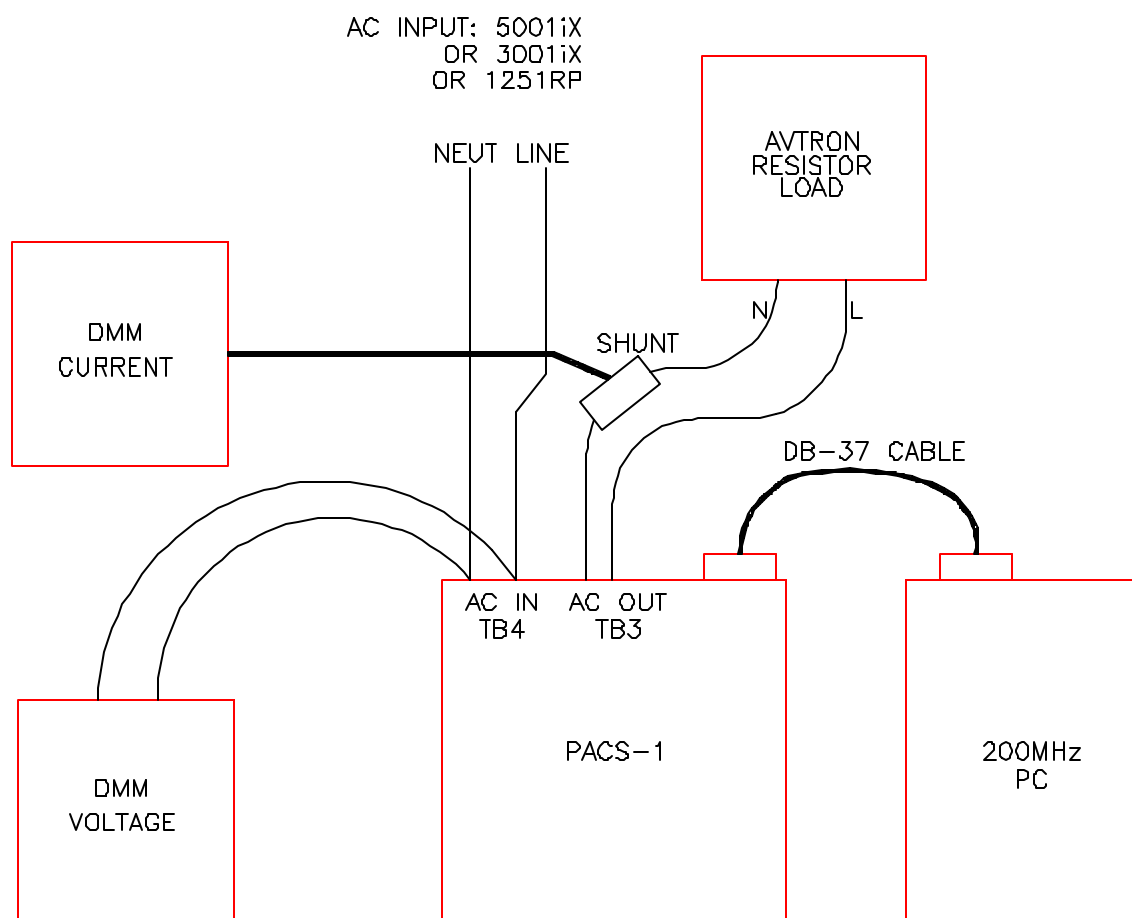 AC INPUT: 5001iX
OR 3001iX
OR 1251RP
NEUT LINE
AVTRON
RESISTOR
LOAD
N
L
DMM
CURRENT
SHUNT
DB-37 CABLE
AC IN
TB4
AC OUT
TB3
PACS-1
200MHz
PC
DMM
VOLTAGE